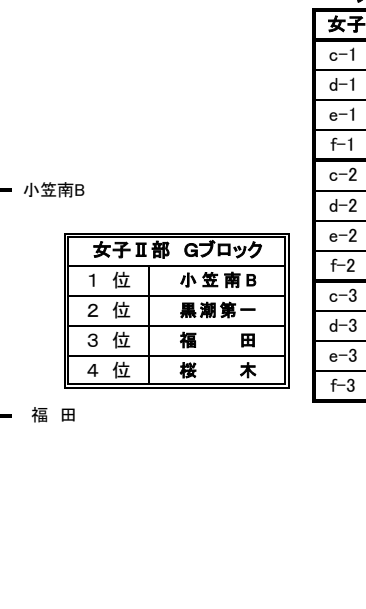 小笠南B
女子Ⅱ部 Gブロック
1 位 小笠南B
2 位 黒潮第一
3 位 福 田
4 位 桜 木
福 田
女子
c-1
d-1
e-1
f-1
c-2
d-2
e-2
f-2
c-3
d-3
e-3
f-3